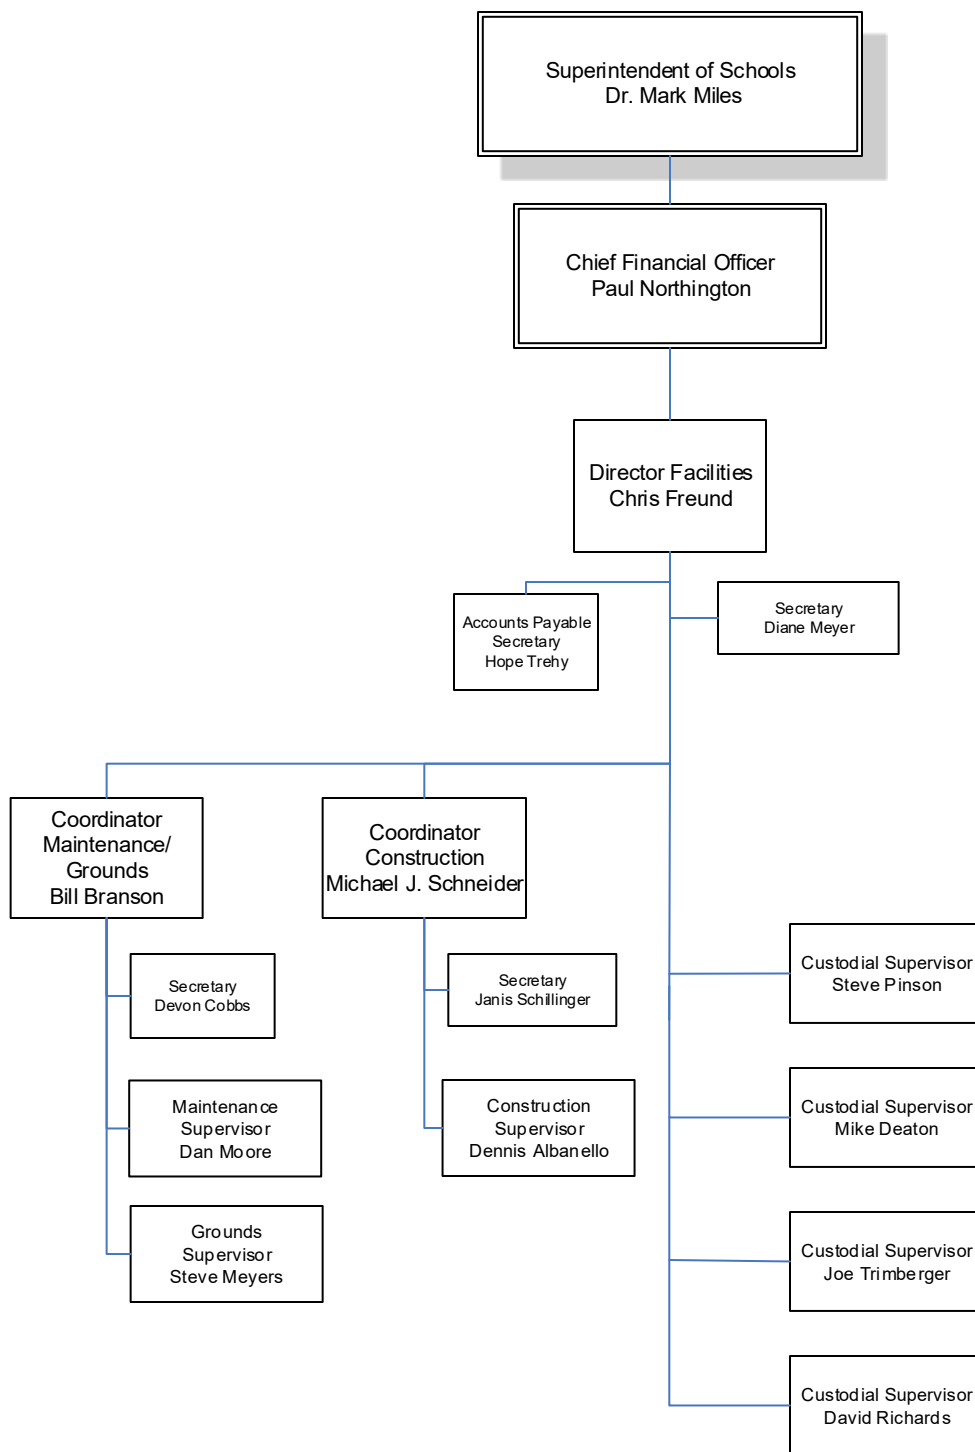 Superintendent of Schools
Dr. Mark Miles
Chief Financial Officer
Paul Northington
Director Facilities
Chris Freund
Accounts Payable
Secretary
Hope Trehy
Secretary
Diane Meyer
Coordinator
Maintenance/
Grounds
Bill Branson
Coordinator
Construction
Michael J. Schneider
Secretary
Devon Cobbs
Maintenance
Supervisor
Dan Moore
Grounds
Supervisor
Steve Meyers
Secretary
Janis Schillinger
Construction
Supervisor
Dennis Albanello
Custodial Supervisor
Steve Pinson
Custodial Supervisor
Mike Deaton
Custodial Supervisor
Joe Trimberger
Custodial Supervisor
David Richards